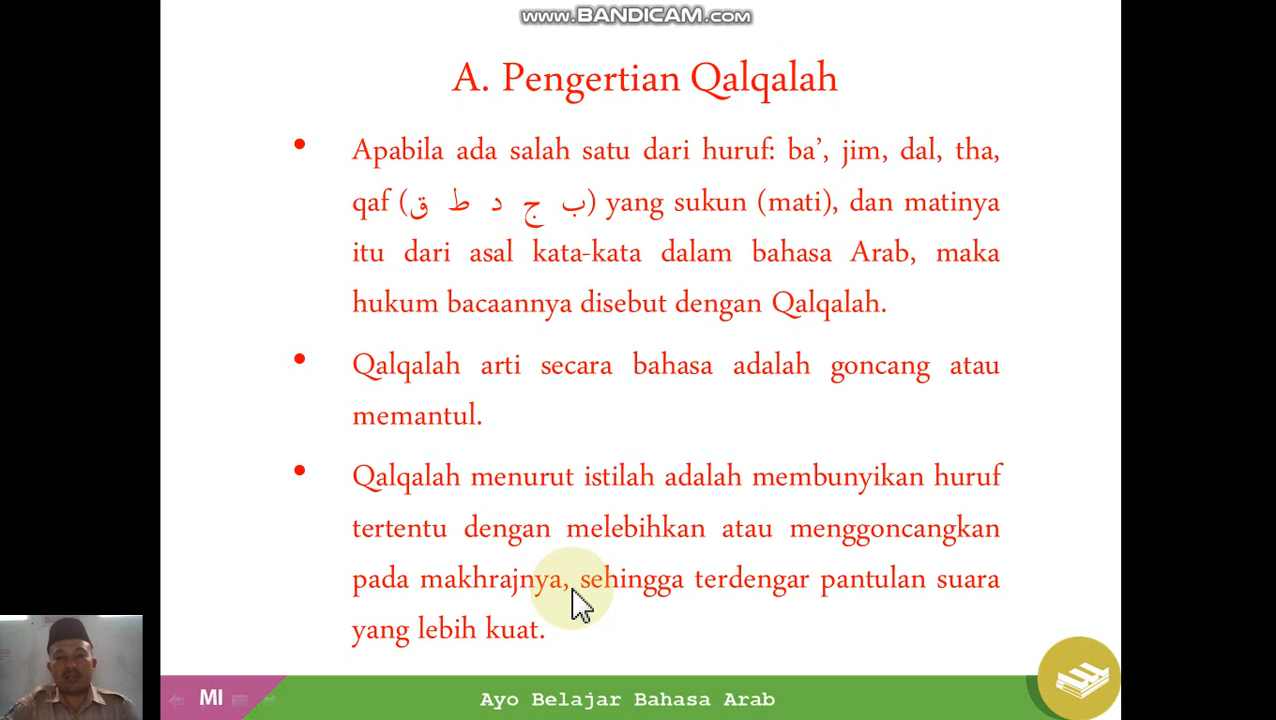 www.BANDICAM.com
A. Pengertian Qalqalah
• Apabila ada salah satu dari huruf: ba’, jim, dal, tha,
qaf (ب ج د ط ق) yang sukun (mati), dan matinya
itu dari asal kata-kata dalam bahasa Arab, maka
hukum bacaannya disebut dengan Qalqalah.
• Qalqalah arti secara bahasa adalah goncang atau
memantul.
• Qalqalah menurut istilah adalah membunyikan huruf
tertentu dengan melebihkan atau menggoncangkan
pada makhrajnya, sehingga terdengar pantulan suara
yang lebih kuat.
MI
Ayo Belajar Bahasa Arab